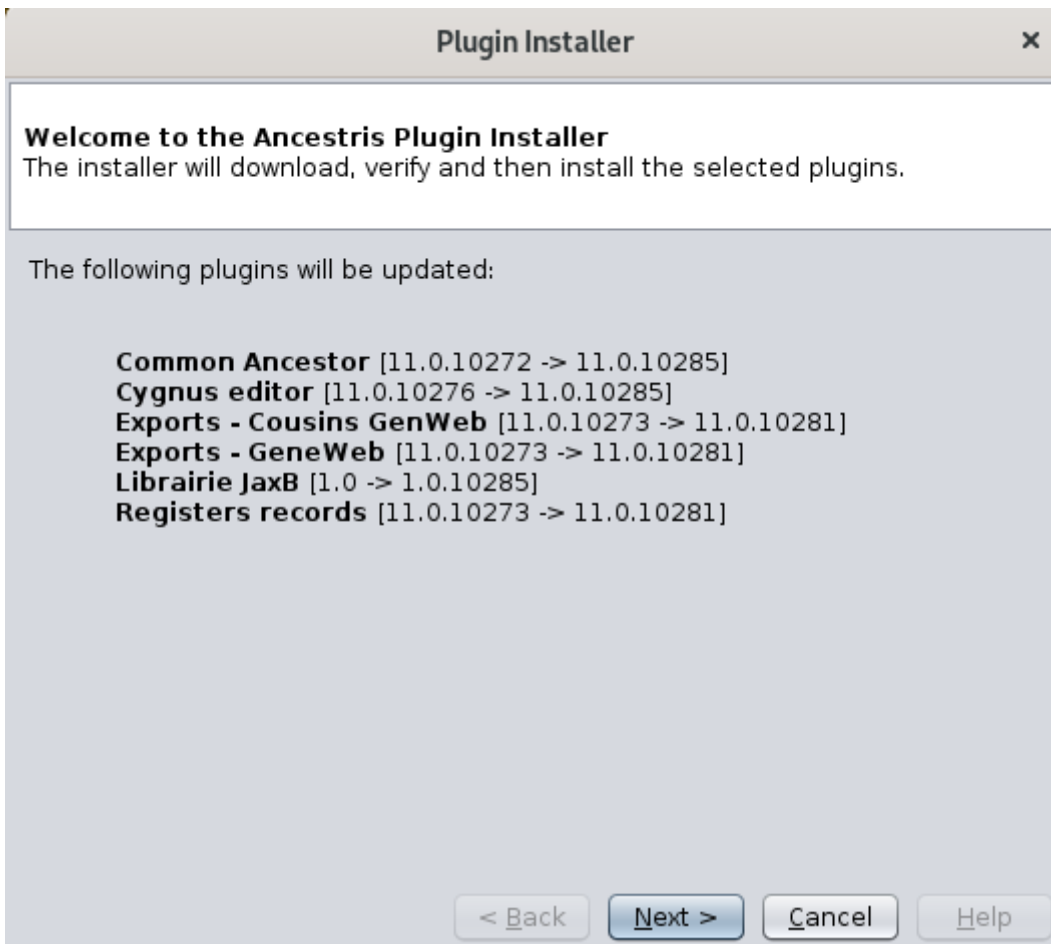 Plugin Installer ×
Welcome to the Ancestris Plugin Installer
The installer will download, verify and then install the selected plugins.
The following plugins will be updated:
Common Ancestor [11.0.10272 -> 11.0.10285]
Cygnus editor [11.0.10276 -> 11.0.10285]
Exports - Cousins GenWeb [11.0.10273 -> 11.0.10281]
Exports - GeneWeb [11.0.10273 -> 11.0.10281]
Librairie JaxB [1.0 -> 1.0.10285]
Registers records [11.0.10273 -> 11.0.10281]
< Back Next > Cancel Help